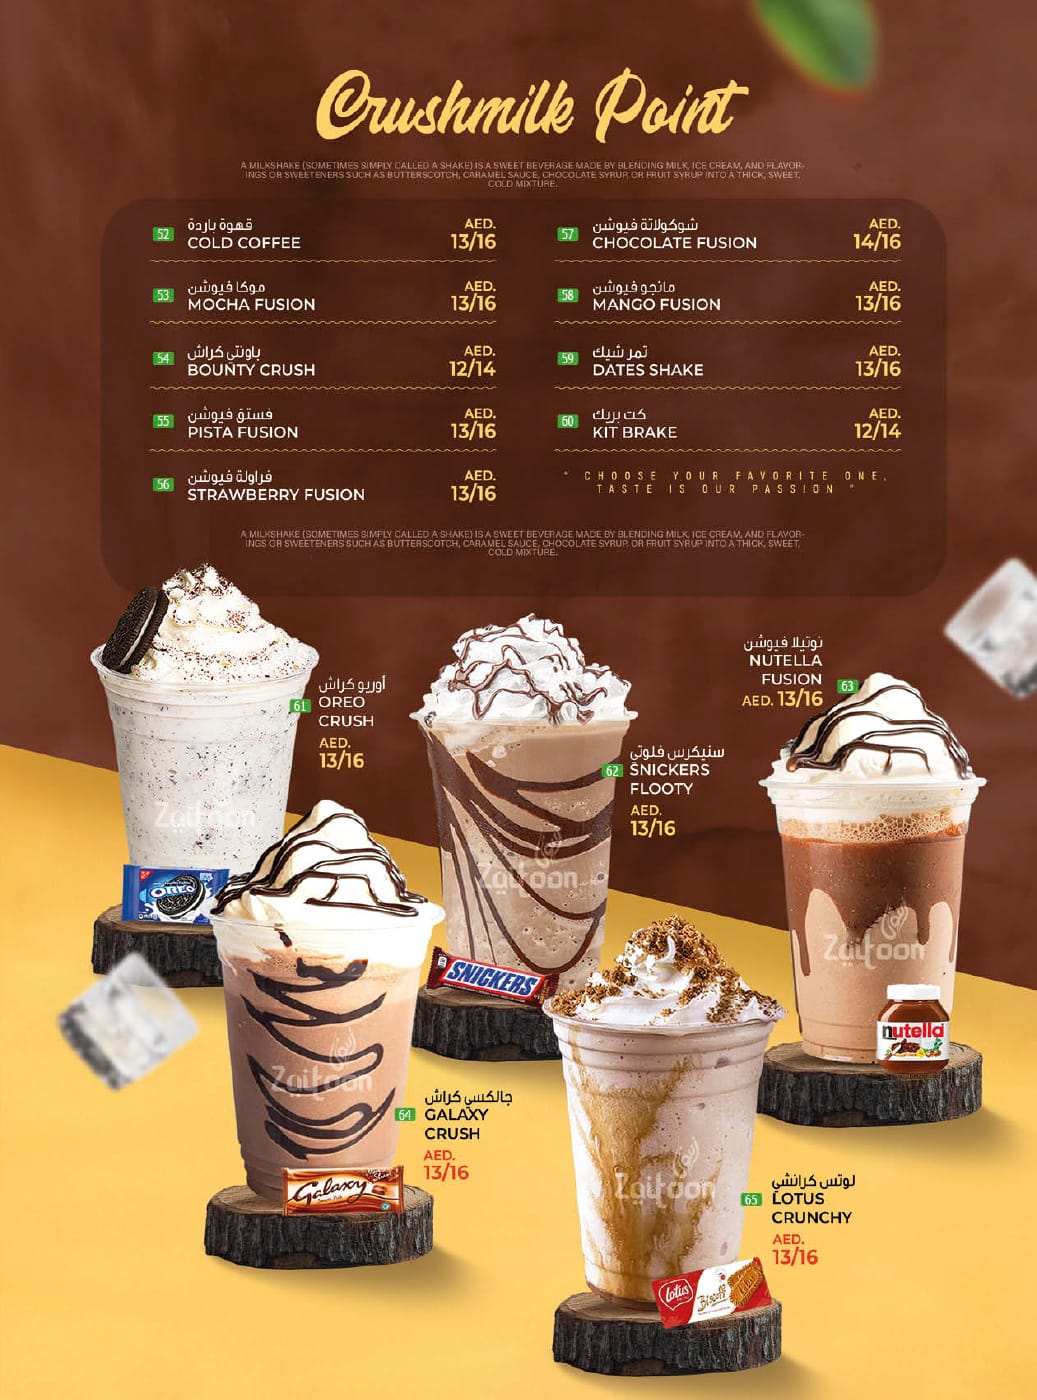 Crushmilk Point
A MILKSHAKE (SOMETIMES SIMPLY CALLED A SHAKE) IS A SWEET BEVERAGE MADE BY BLENDING MILK, ICE CREAM, AND FLAVOR-
INGS OR SWEETENERS SUCH AS BUTTERSCOTCH, CARAMEL SAUCE, CHOCOLATE SYRUP, OR FRUIT SYRUP INTO A THICK, SWEET,
COLD MIXTURE.
52
قهوة باردة
COLD COFFEE
AED.
13/16
53
موكا فيوشن
MOCHA FUSION
AED.
13/16
54
باونتي كراش
BOUNTY CRUSH
AED.
12/14
55
فستق فيوشن
PISTA FUSION
AED.
13/16
56
فراولة فيوشن
STRAWBERRY FUSION
AED.
13/16
57
شوكولاتة فيوشن
CHOCOLATE FUSION
AED.
14/16
58
مانجو فيوشن
MANGO FUSION
AED.
13/16
59
تمر شيك
DATES SHAKE
AED.
13/16
60
كت بريك
KIT BRAKE
AED.
12/14
" CHOOSE YOUR FAVORITE ONE,
TASTE IS OUR PASSION "
A MILKSHAKE (SOMETIMES SIMPLY CALLED A SHAKE) IS A SWEET BEVERAGE MADE BY BLENDING MILK, ICE CREAM, AND FLAVOR-
INGS OR SWEETENERS SUCH AS BUTTERSCOTCH, CARAMEL SAUCE, CHOCOLATE SYRUP, OR FRUIT SYRUP INTO A THICK, SWEET,
COLD MIXTURE.
61
أوريو كراش
OREO
CRUSH
AED.
13/16
Zaitoon
OREO
62
سنيكرس فلوتي
SNICKERS
FLOOTY
AED.
13/16
Zaitoon
SNICKERS
63
نوتيلا فيوشن
NUTELLA
FUSION
AED. 13/16
Zaitoon
nutella
64
جالكسي كراش
GALAXY
CRUSH
AED.
13/16
Zaitoon
Galaxy
65
لوتس كرانشي
LOTUS
CRUNCHY
AED.
13/16
Zaitoon
Lotus
Biscoff